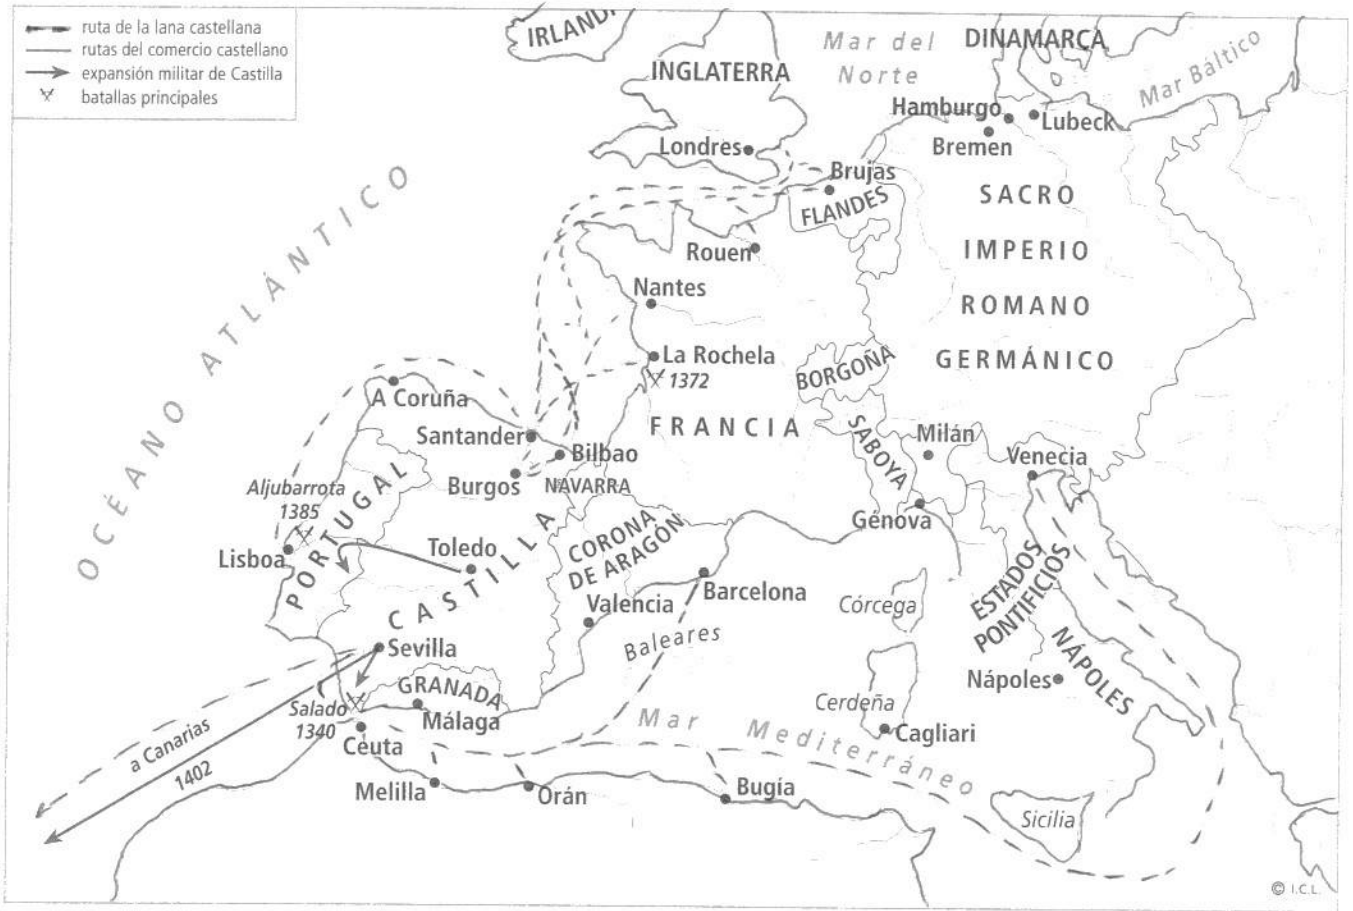 ruta de la lana castellana
rutas del comercio castellano
expansión militar de Castilla
batallas principales
IRLAND
INGLATERRA
Mar del
Norte
DINAMARCA
Mar Báltico
Hamburgo
Lubeck
Bremen
Londres
Brujas
FLANDES
SACRO
IMPERIO
ROMANO
GERMÁNICO
OCÉANO ATLÁNTICO
Rouen
Nantes
La Rochela
1372
BORGOÑA
FRANCIA
SABOYA
Milán
Venecia
Génova
A Coruña
Santander
Bilbao
Burgos
NAVARRA
Aljubarrota
1385
PORTUGAL
Lisboa
Toledo
CASTILLA
CORONA
DE ARAGÓN
Barcelona
Valencia
Baleares
Córcega
ESTADOS
PONTIFICIOS
NÁPOLES
Nápoles
Sevilla
GRANADA
Málaga
Salado
1340
Ceuta
a Canarias
1402
Melilla
Orán
Bugía
Mar Mediterráneo
Cerdeña
Cagliari
Sicilia
© I.C.L.